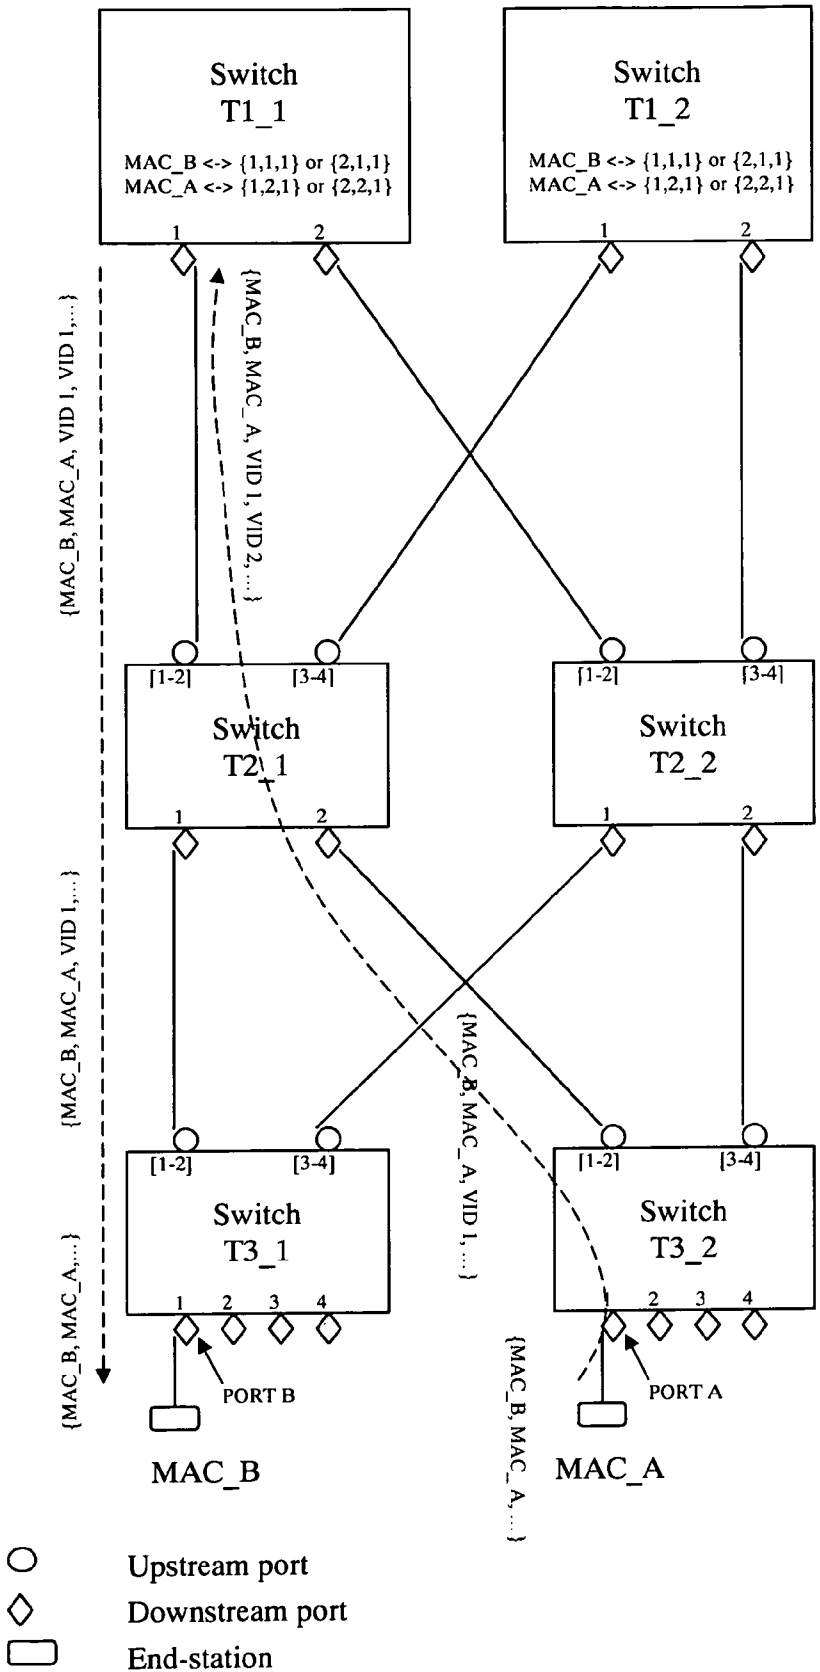 Switch
T1_1
MAC_B <-> {1,1,1} or {2,1,1}
MAC_A <-> {1,2,1} or {2,2,1}
1
2
Switch
T1_2
MAC_B <-> {1,1,1} or {2,1,1}
MAC_A <-> {1,2,1} or {2,2,1}
1
2
{MAC_B, MAC_A, VID 1, VID 1,...}
{MAC_B, MAC_A, VID 1, VID 2,...}
[1-2]
[3-4]
Switch
T2_1
1
2
[1-2]
[3-4]
Switch
T2_2
1
2
{MAC_B, MAC_A, VID 1,...}
{MAC_B, MAC_A, VID 1,...}
[1-2]
[3-4]
Switch
T3_1
1
2
3
4
[1-2]
[3-4]
Switch
T3_2
1
2
3
4
{MAC_B, MAC_A,...}
PORT B
MAC_B
{MAC_B, MAC_A,...}
PORT A
MAC_A
Upstream port
Downstream port
End-station